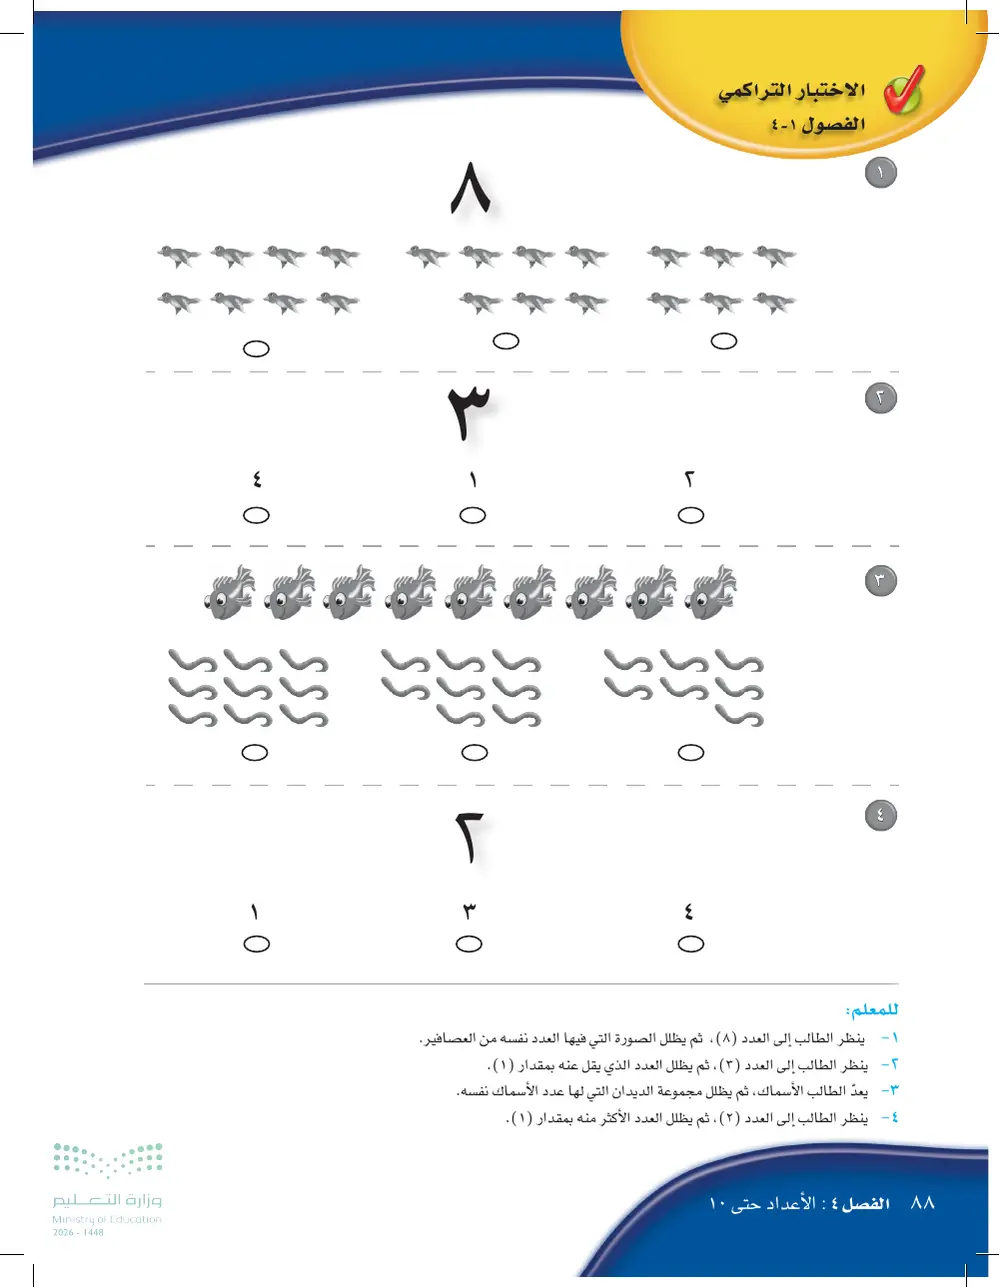 الاختبار التراكمي
الفصول ١-٤
١
٨
٢
٣
٢ ١ ٤
٣
٤
٢
٤ ٣ ١
للمعلم:
١- ينظر الطالب إلى العدد (٨)، ثم يظلل الصورة التي فيها العدد نفسه من العصافير.
٢- ينظر الطالب إلى العدد (٣)، ثم يظلل العدد الذي يقل عنه بمقدار (١).
٣- يعدّ الطالب الأسماك، ثم يظلل مجموعة الديدان التي لها عدد الأسماك نفسه.
٤- ينظر الطالب إلى العدد (٢)، ثم يظلل العدد الأكثر منه بمقدار (١).
٨٨ الفصل ٤ : الأعداد حتى ١٠
وزارة التعليم
Ministry of Education
2026 - 1448